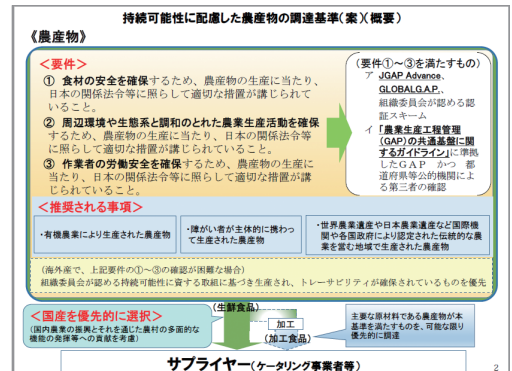 持続可能性に配慮した農産物の調達基準(案)(概要)
《農産物》
<要件>
① 食材の安全を確保するため、農産物の生産に当たり、
日本の関係法令等に照らして適切な措置が講じられて
いること。
② 周辺環境や生態系と調和のとれた農業生産活動を確保
するため、農産物の生産に当たり、日本の関係法令等
に照らして適切な措置が講じられていること。
③ 作業者の労働安全を確保するため、農産物の生産に
当たり、日本の関係法令等に照らして適切な措置が講
じられていること。
(要件①~③を満たすもの)
ア JGAP Advance、
GLOBALG.A.P.、
組織委員会が認める認
証スキーム
イ 「農業生産工程管理
(GAP)の共通基盤に関
するガイドライン」に準拠
したGAP かつ 都
道府県等公的機関によ
る第三者の確認
<推奨される事項>
・有機農業により生産された農産物
・障がい者が主体的に携わっ
て生産された農産物
・世界農業遺産や日本農業遺産など国際機
関や各国政府により認定された伝統的な農
業を営む地域で生産された農産物
(海外産で、上記要件の①~③の確認が困難な場合)
組織委員会が認める持続可能性に資する取組に基づき生産され、トレーサビリティが確保されているものを優先
<国産を優先的に選択>
(国内農業の振興とそれを通じた農村の多面的な
機能の発揮等への貢献を考慮)
(生鮮食品)
加工
(加工食品)
主要な原材料である農産物が本
基準を満たすものを、可能な限り
優先的に調達
サプライヤー(ケータリング事業者等)
2